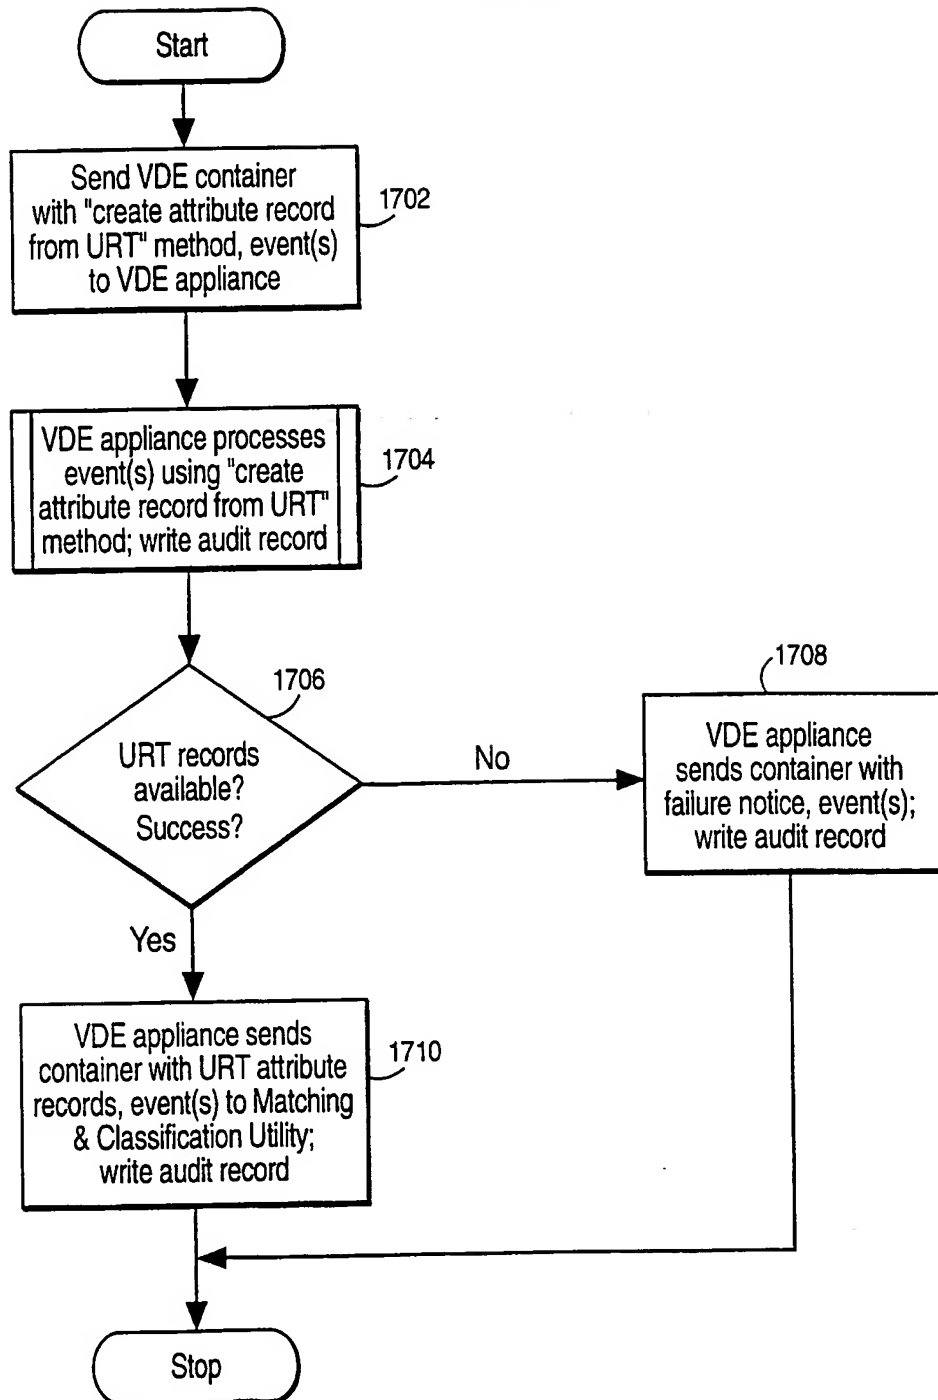 Start
Send VDE container
with "create attribute record
from URT" method, event(s)
to VDE appliance
1702
VDE appliance processes
event(s) using "create
attribute record from URT"
method; write audit record
1704
1706
URT records
available?
Success?
No
1708
VDE appliance
sends container with
failure notice, event(s);
write audit record
Yes
VDE appliance sends
container with URT attribute
records, event(s) to Matching
& Classification Utility;
write audit record
1710
Stop